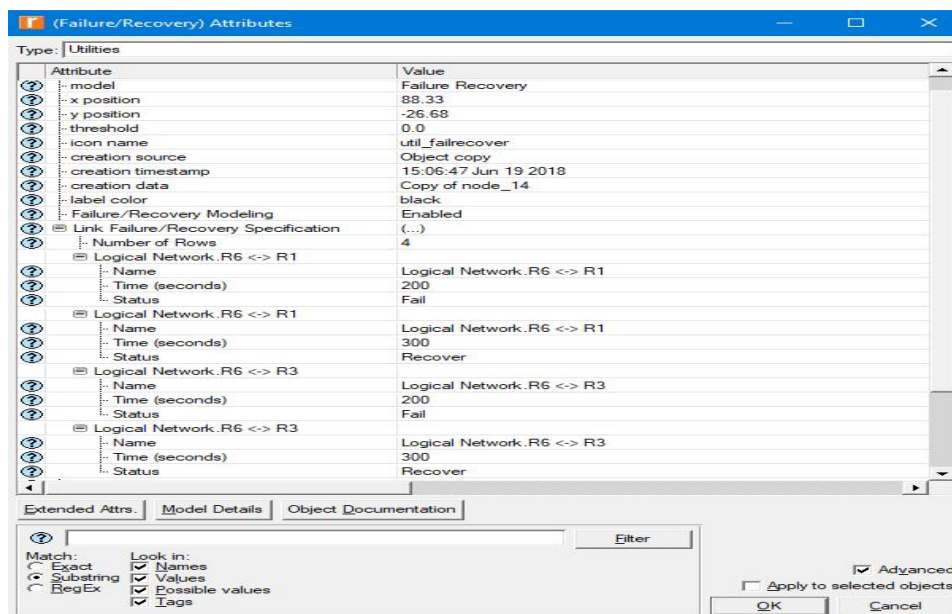 (Failure/Recovery) Attributes
Type: Utilities
Attribute Value
model Failure Recovery
x position 88.33
y position -26.68
threshold 0.0
icon name util_failrecover
creation source Object copy
creation timestamp 15:06:47 Jun 19 2018
creation data Copy of node_14
label color black
Failure/Recovery Modeling Enabled
Link Failure/Recovery Specification (...)
Number of Rows 4
Logical Network.R6 <-> R1
Name Logical Network.R6 <-> R1
Time (seconds) 200
Status Fail
Logical Network.R6 <-> R1
Name Logical Network.R6 <-> R1
Time (seconds) 300
Status Recover
Logical Network.R6 <-> R3
Name Logical Network.R6 <-> R3
Time (seconds) 200
Status Fail
Logical Network.R6 <-> R3
Name Logical Network.R6 <-> R3
Time (seconds) 300
Status Recover
Extended Attrs. Model Details Object Documentation
Filter
Match: Look in:
Exact Names
Substring Values
RegEx Possible values
Tags
Advanced
Apply to selected objects
OK Cancel